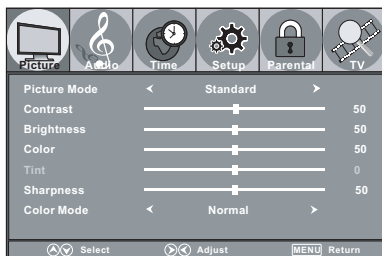 Picture Audio Time Setup Parental TV
Picture Mode Standard
Contrast 50
Brightness 50
Color 50
Tint 0
Sharpness 50
Color Mode Normal
Select Adjust MENU Return